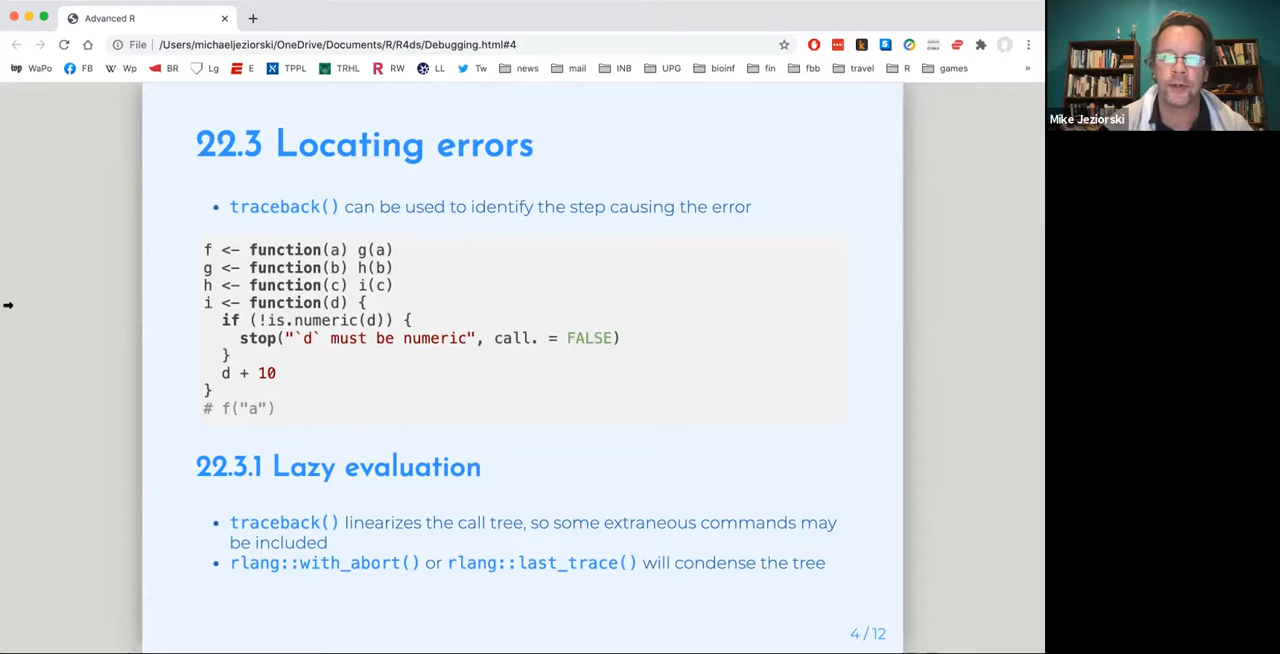 Advanced R
File | /Users/michaeljeziorski/OneDrive/Documents/R/R4ds/Debugging.html#4
wp WaPo FB W Wp BR Lg E TPPL TRHL RW LL Tw news mail INB UPG bioinf fin fbb travel R games »
Mike Jeziorski
22.3 Locating errors
• traceback() can be used to identify the step causing the error
f <- function(a) g(a)
g <- function(b) h(b)
h <- function(c) i(c)
i <- function(d) {
  if (!is.numeric(d)) {
    stop("`d` must be numeric", call. = FALSE)
  }
  d + 10
}
# f("a")
22.3.1 Lazy evaluation
• traceback() linearizes the call tree, so some extraneous commands may
be included
• rlang::with_abort() or rlang::last_trace() will condense the tree
4 / 12